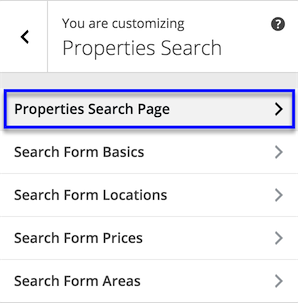 You are customizing
Properties Search
Properties Search Page
Search Form Basics
Search Form Locations
Search Form Prices
Search Form Areas